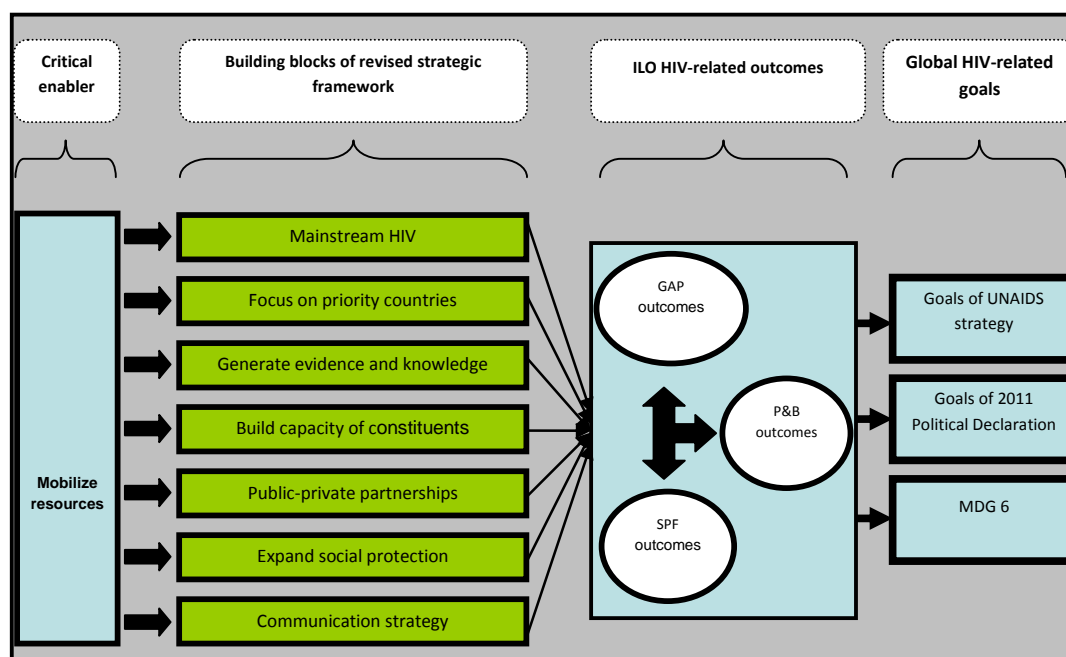 Critical
enabler
Building blocks of revised strategic
framework
ILO HIV-related outcomes
Global HIV-related
goals
Mobilize
resources
Mainstream HIV
Focus on priority countries
Generate evidence and knowledge
Build capacity of constituents
Public-private partnerships
Expand social protection
Communication strategy
GAP
outcomes
P&B
outcomes
SPF
outcomes
Goals of UNAIDS
strategy
Goals of 2011
Political Declaration
MDG 6